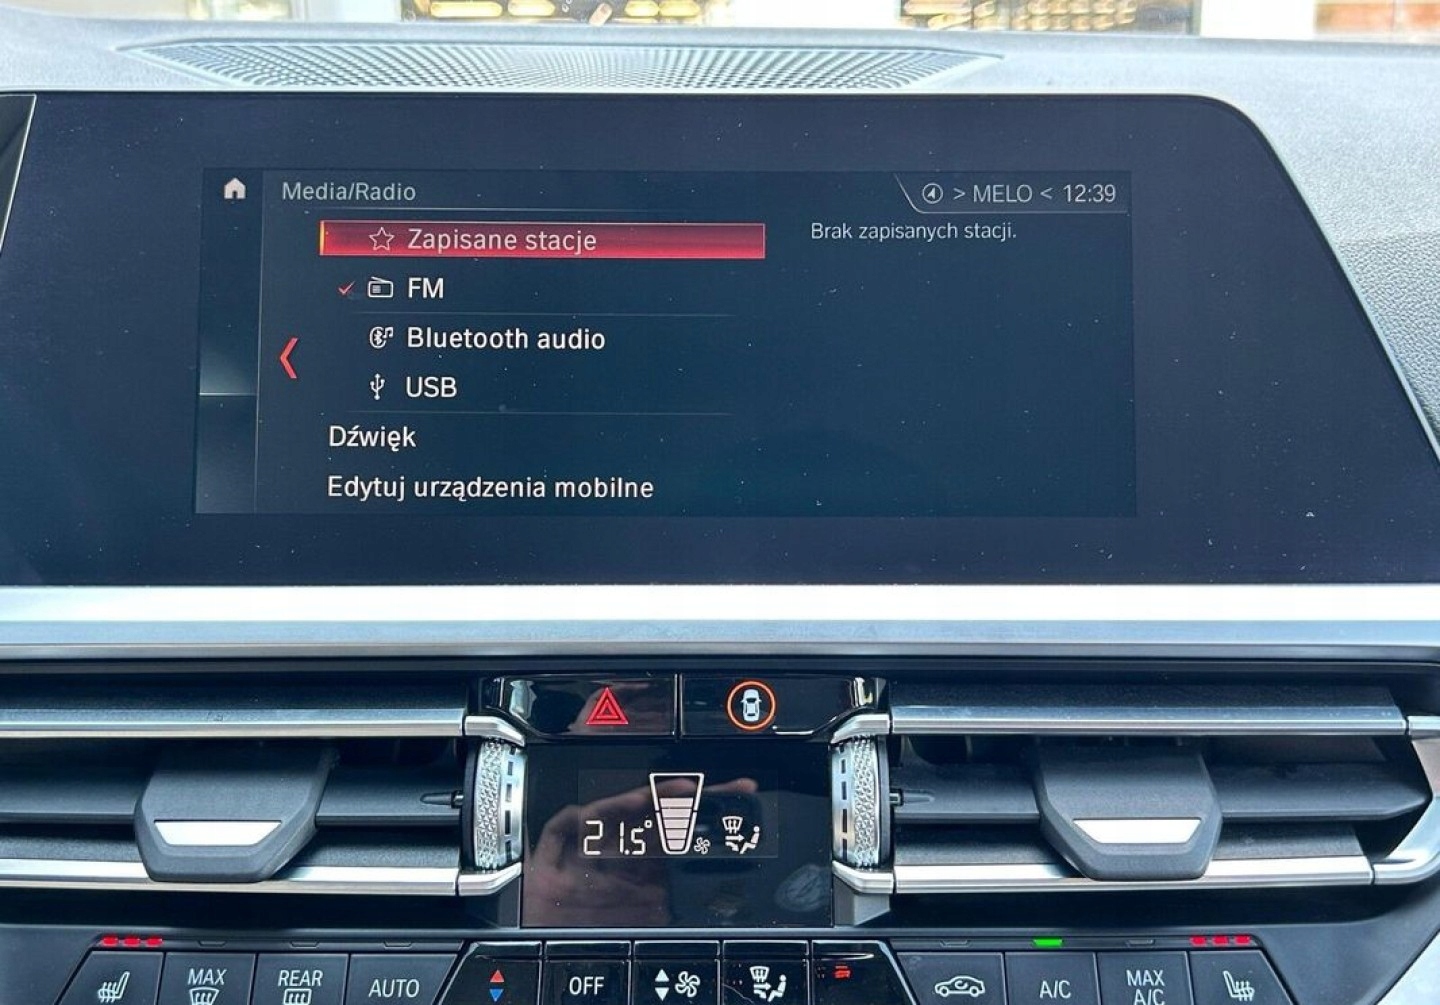 Media/Radio
> MELO < 12:39
Zapisane stacje
Brak zapisanych stacji.
FM
Bluetooth audio
USB
Dźwięk
Edytuj urządzenia mobilne
21.5°
MAX
REAR
AUTO
OFF
A/C
MAX
A/C